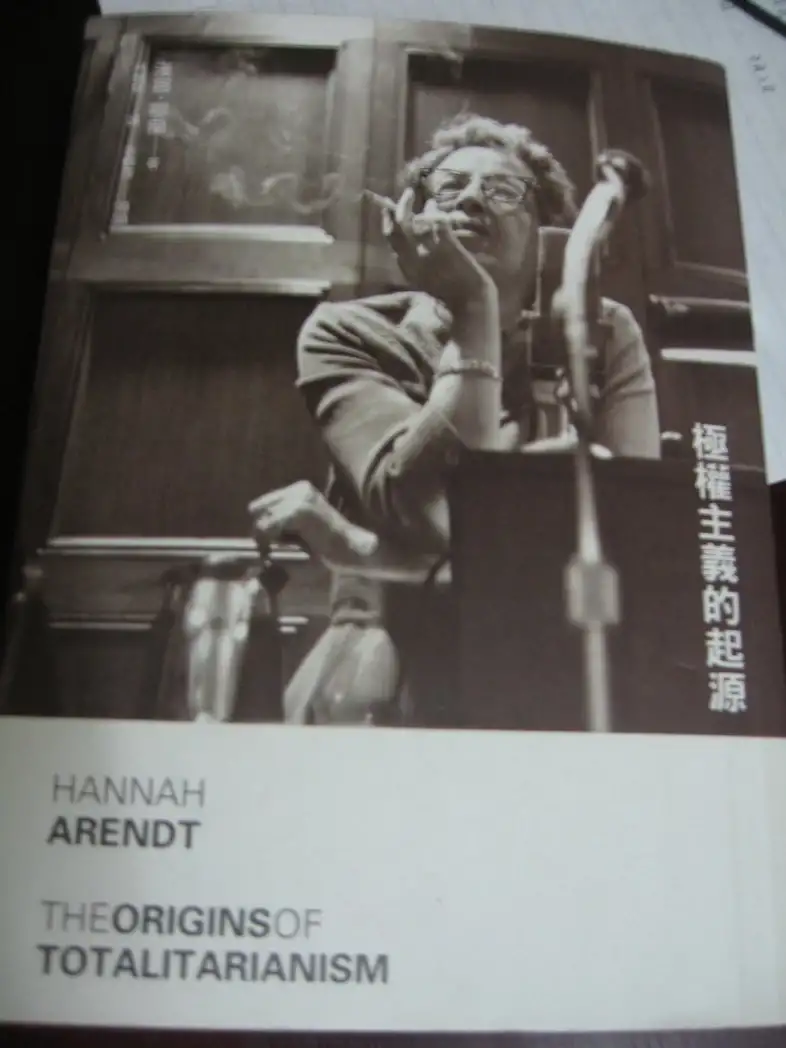 極權主義的起源
HANNAH
ARENDT
THEORIGINSOF
TOTALITARIANISM